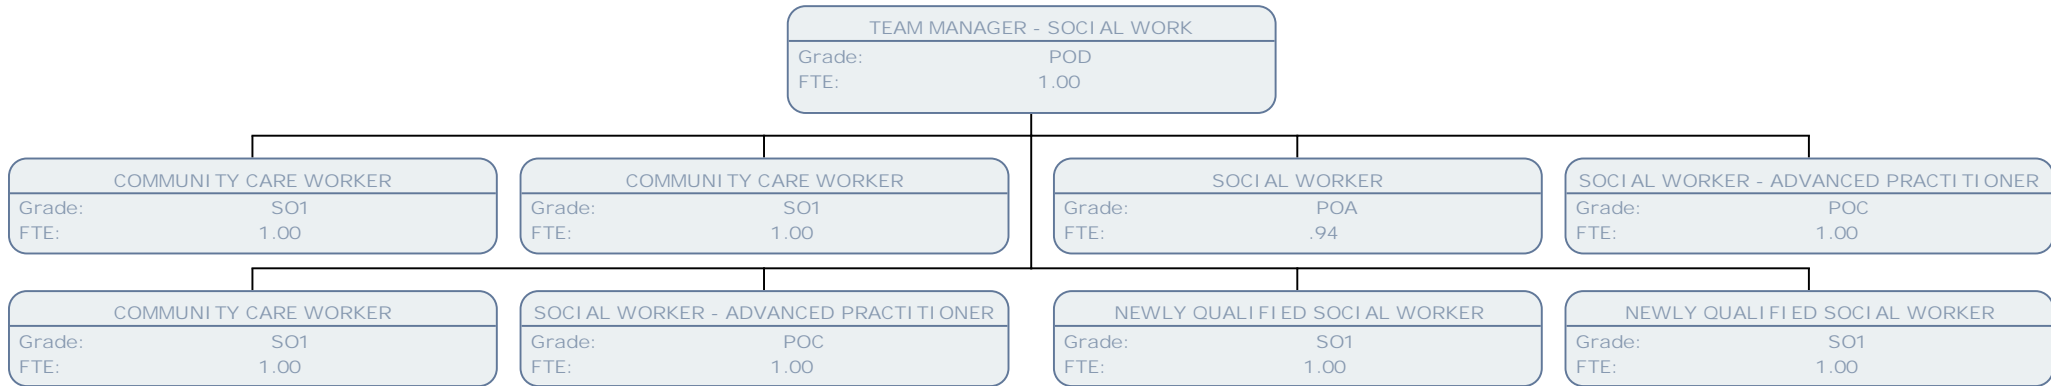 TEAM MANAGER - SOCIAL WORK
Grade: POD
FTE: 1.00
COMMUNITY CARE WORKER
Grade: SO1
FTE: 1.00
COMMUNITY CARE WORKER
Grade: SO1
FTE: 1.00
SOCIAL WORKER
Grade: POA
FTE: .94
SOCIAL WORKER - ADVANCED PRACTITIONER
Grade: POC
FTE: 1.00
COMMUNITY CARE WORKER
Grade: SO1
FTE: 1.00
SOCIAL WORKER - ADVANCED PRACTITIONER
Grade: POC
FTE: 1.00
NEWLY QUALIFIED SOCIAL WORKER
Grade: SO1
FTE: 1.00
NEWLY QUALIFIED SOCIAL WORKER
Grade: SO1
FTE: 1.00